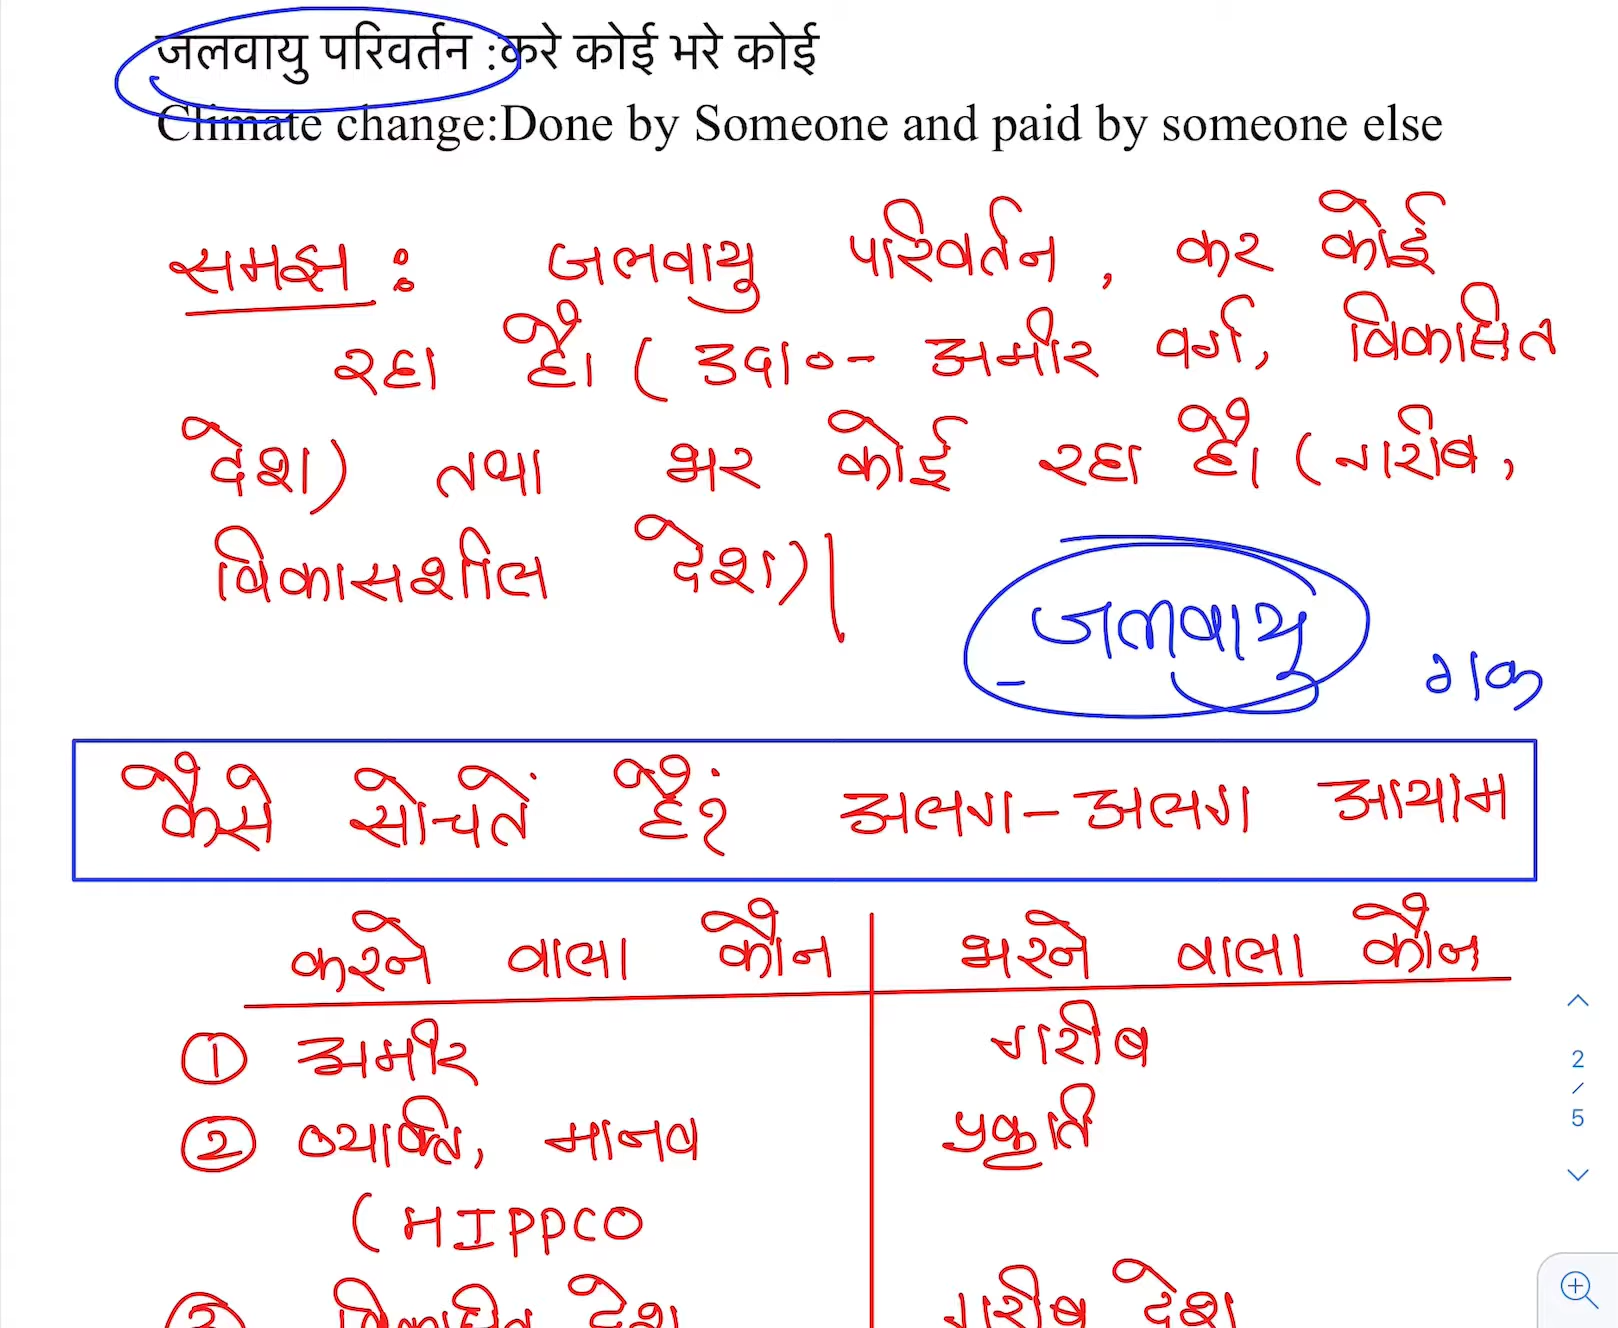 जलवायु परिवर्तन :करे कोई भरे कोई
Climate change:Done by Someone and paid by someone else
समझ : जलवायु परिवर्तन, कर कोई
रहा है। (उदा०- अमीर वर्ग, विकसित
देश) तथा भर कोई रहा है। (गरीब,
विकासशील देश)|
जलवायु
कैसे सोचतें है? अलग-अलग आयाम
करने वाला कौन भरने वाला कौन
① अमीर गरीब
② व्यक्ति, मानव प्रकृति
(HIPPCO
③ विकसित देश गरीब देश
2
/
5